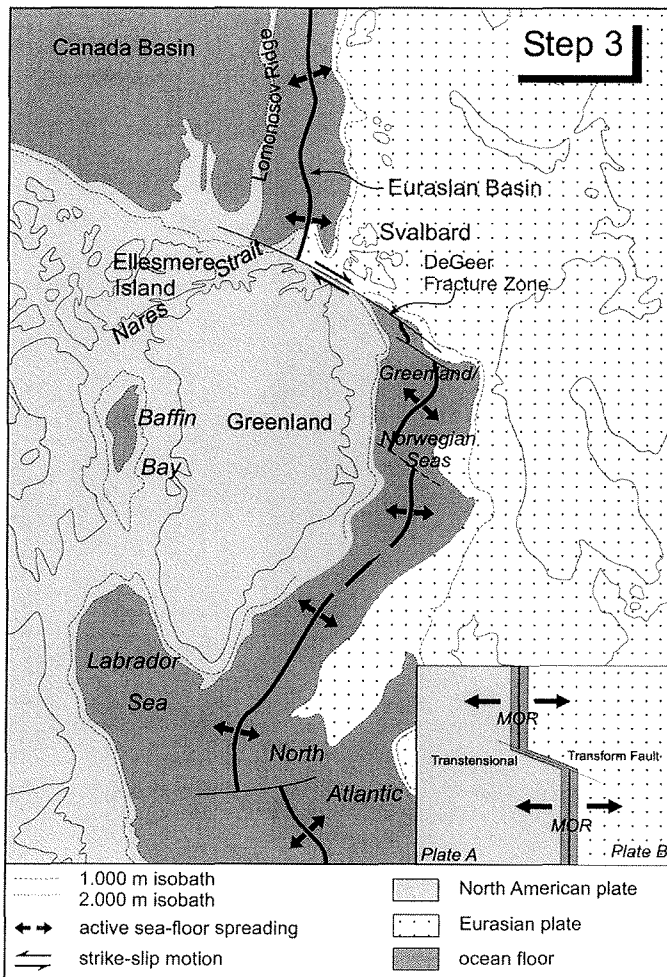 Canada Basin
Step 3
Lomonosov Ridge
Eurasian Basin
Svalbard
DeGeer
Fracture Zone
Ellesmere
Island
Nares Strait
Greenland/
Norwegian
Seas
Baffin
Bay
Greenland
Labrador
Sea
North
Atlantic
MOR
Transtensional
Transform Fault
MOR
Plate A
Plate B
1.000 m isobath
2.000 m isobath
active sea-floor spreading
strike-slip motion
North American plate
Eurasian plate
ocean floor